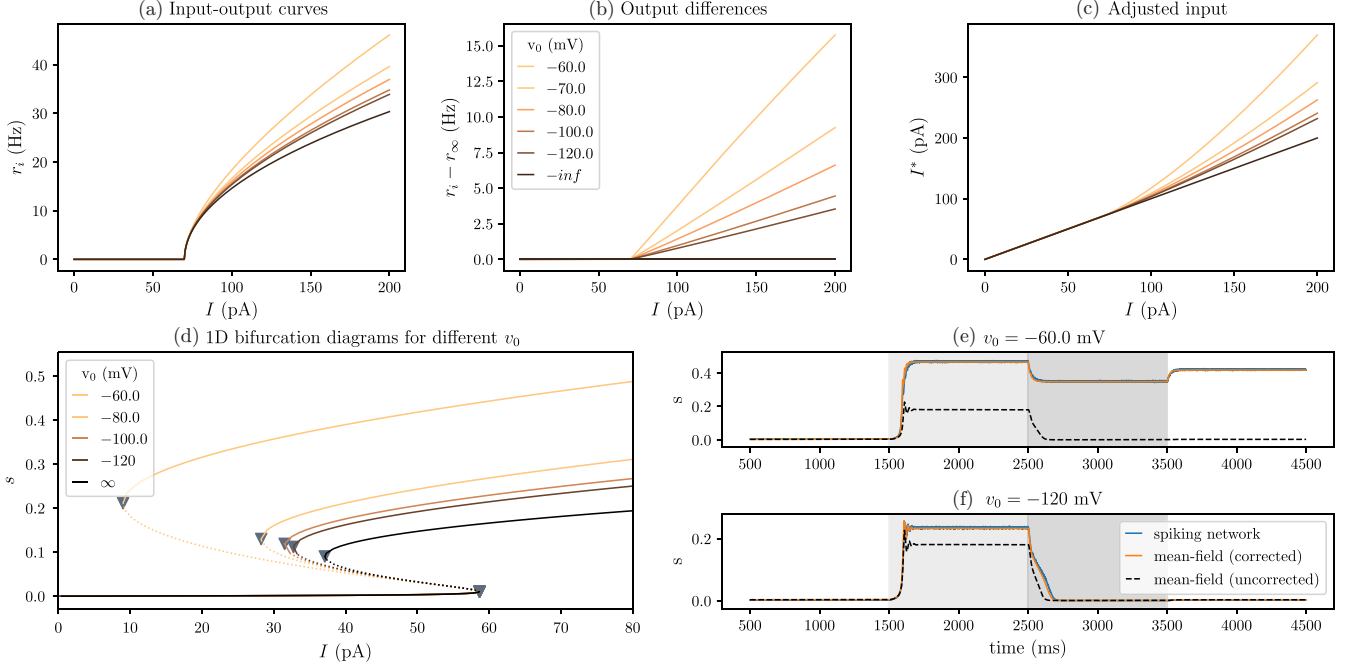 (a) Input-output curves
(b) Output differences
(c) Adjusted input
40
30
20
10
0
r_i (Hz)
0 50 100 150 200
I (pA)
15.0
12.5
10.0
7.5
5.0
2.5
0.0
r_i − r_∞ (Hz)
v_0 (mV)
−60.0
−70.0
−80.0
−100.0
−120.0
−inf
0 50 100 150 200
I (pA)
300
200
100
0
I* (pA)
0 50 100 150 200
I (pA)
(d) 1D bifurcation diagrams for different v_0
0.5
0.4
0.3
0.2
0.1
0.0
s
v_0 (mV)
−60.0
−80.0
−100.0
−120
∞
0 10 20 30 40 50 60 70 80
I (pA)
(e) v_0 = −60.0 mV
0.4
0.2
0.0
s
500 1000 1500 2000 2500 3000 3500 4000 4500
(f) v_0 = −120 mV
0.2
0.0
s
spiking network
mean-field (corrected)
mean-field (uncorrected)
500 1000 1500 2000 2500 3000 3500 4000 4500
time (ms)